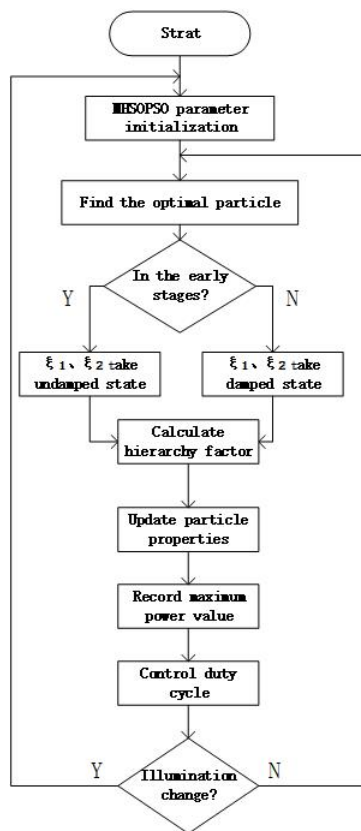 Strat
MHSOPSO parameter
initialization
Find the optimal particle
In the early
stages?
Y
N
ξ1、ξ2 take
undamped state
ξ1、ξ2 take
damped state
Calculate
hierarchy factor
Update particle
properties
Record maximum
power value
Control duty
cycle
Y
Illumination
change?
N